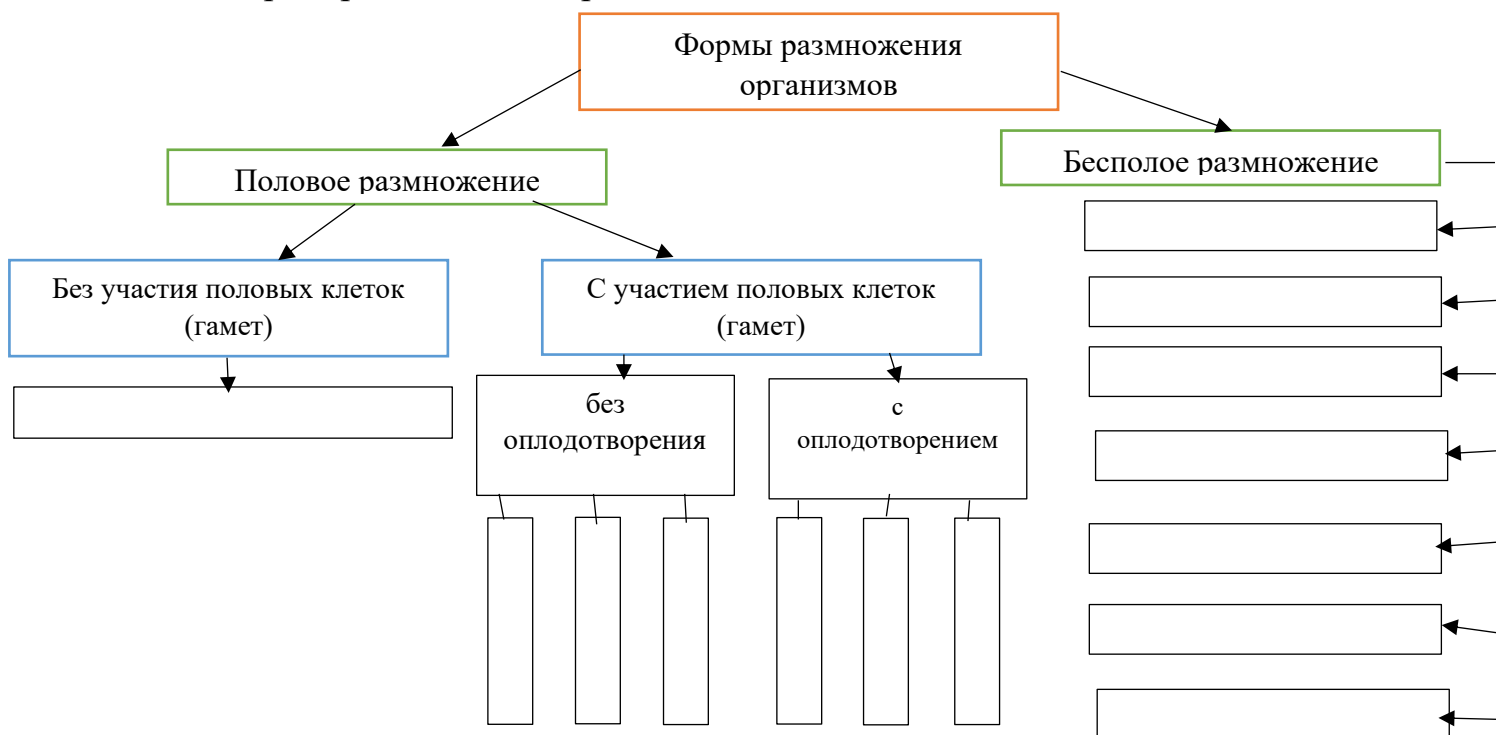 Формы размножения
организмов
Половое размножение
Бесполое размножение
Без участия половых клеток
(гамет)
С участием половых клеток
(гамет)
без
оплодотворения
с
оплодотворением